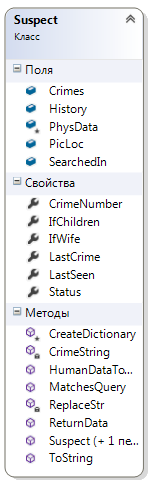 Suspect
Класс
Поля
Crimes
History
PhysData
PicLoc
SearchedIn
Свойства
CrimeNumber
IfChildren
IfWife
LastCrime
LastSeen
Status
Методы
CreateDictionary
CrimeString
HumanDataTo...
MatchesQuery
ReplaceStr
ReturnData
Suspect (+ 1 пе...
ToString